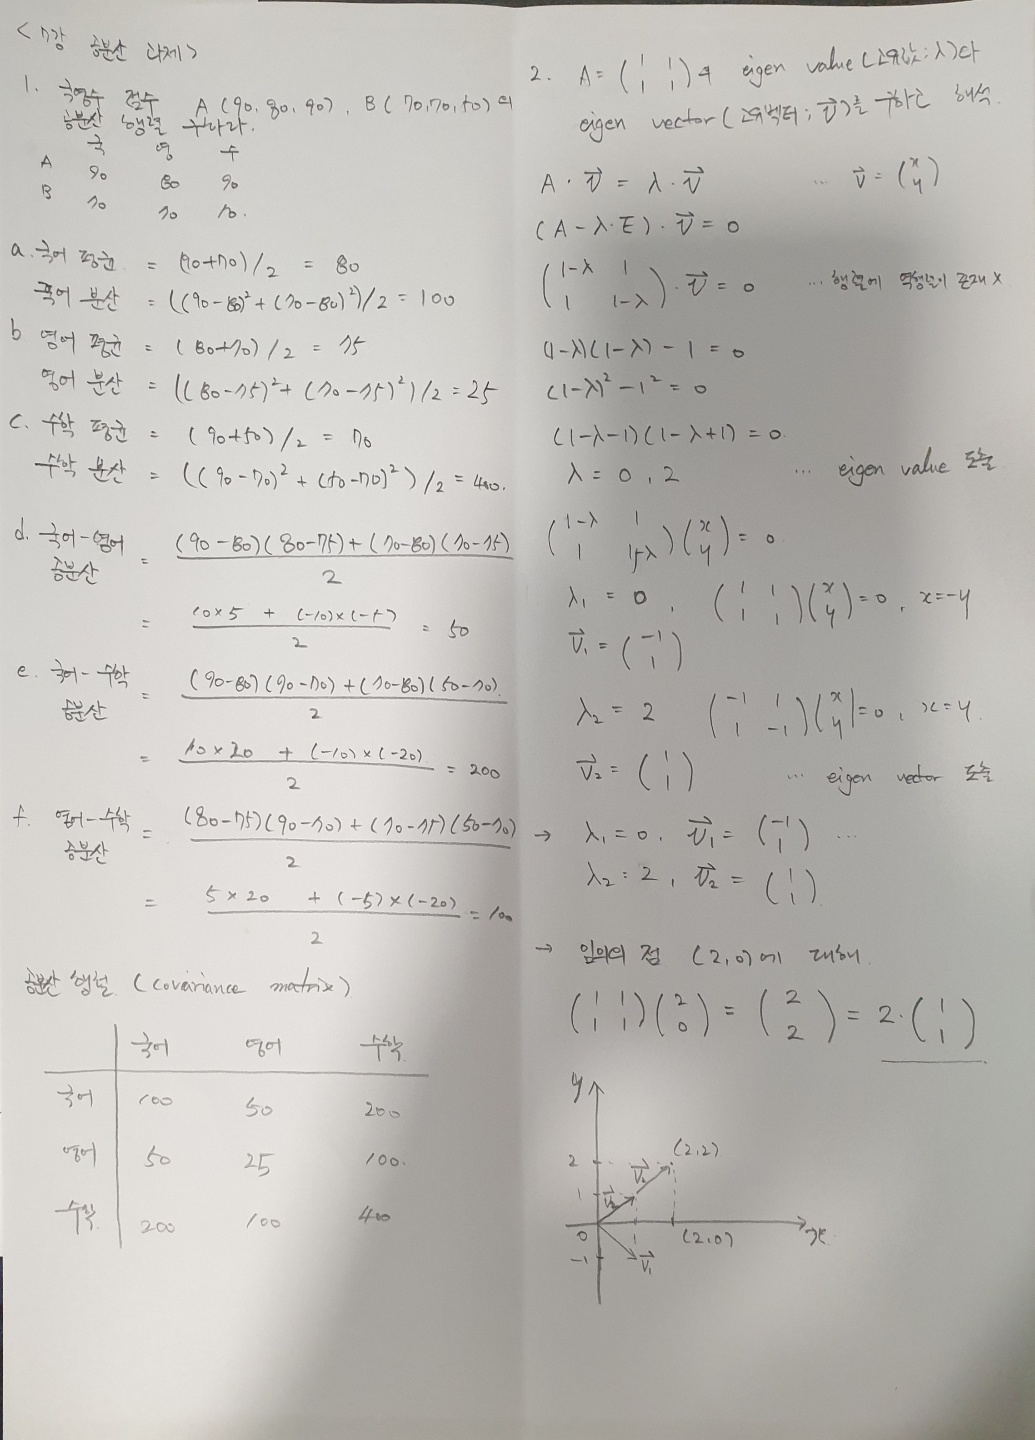 <7강 증분산 과제>
1. 국영수 점수 A (90, 80, 90), B (70, 70, 50) 의
증분산 행렬 구하라.
국 영 수
A 90 80 90
B 70 70 50.
a. 국어 평균 = (90+70)/2 = 80
국어 분산 = ((90-80)²+(70-80)²)/2 = 100
b 영어 평균 = (80+70)/2 = 75
영어 분산 = ((80-75)²+(70-75)²)/2 = 25
c. 수학 평균 = (90+50)/2 = 70
수학 분산 = ((90-70)²+(50-70)²)/2 = 400.
d. 국어-영어 증분산 = (90-80)(80-75)+(70-80)(70-75) / 2
= 10×5 + (-10)×(-5) / 2 = 50
e. 국어-수학 증분산 = (90-80)(90-70)+(70-80)(50-70) / 2
= 10×20 + (-10)×(-20) / 2 = 200
f. 영어-수학 증분산 = (80-75)(90-70)+(70-75)(50-70) / 2
= 5×20 + (-5)×(-20) / 2 = 100
증분산 행렬. (covariance matrix)
국어 영어 수학
국어 100 50 200
영어 50 25 100.
수학 200 100 400
2. A = (1 1; 1 1) 의 eigen value (고유값; λ)과
eigen vector (고유벡터; v⃗)를 구하고 해석.
A · v⃗ = λ · v⃗ ... v⃗ = (x; y)
(A - λ·E) · v⃗ = 0
(1-λ 1; 1 1-λ) · v⃗ = 0 ... 행렬에 역행렬이 존재 X
(1-λ)(1-λ) - 1 = 0
(1-λ)² - 1² = 0
(1-λ-1)(1-λ+1) = 0.
λ = 0, 2 ... eigen value 도출
(1-λ 1; 1 1-λ)(x; y) = 0.
λ₁ = 0, (1 1; 1 1)(x; y) = 0, x=-y
v⃗₁ = (-1; 1)
λ₂ = 2 (-1 1; 1 -1)(x; y) = 0, x=y.
v⃗₂ = (1; 1) ... eigen vector 도출
→ λ₁ = 0, v⃗₁ = (-1; 1) ...
λ₂ = 2, v⃗₂ = (1; 1)
→ 임의의 점 (2,0)에 대해.
(1 1; 1 1)(2; 0) = (2; 2) = 2·(1; 1)
y
2 v⃗₂ (2,2)
1 v⃗₂
0 1 (2,0) x
-1 v⃗₁